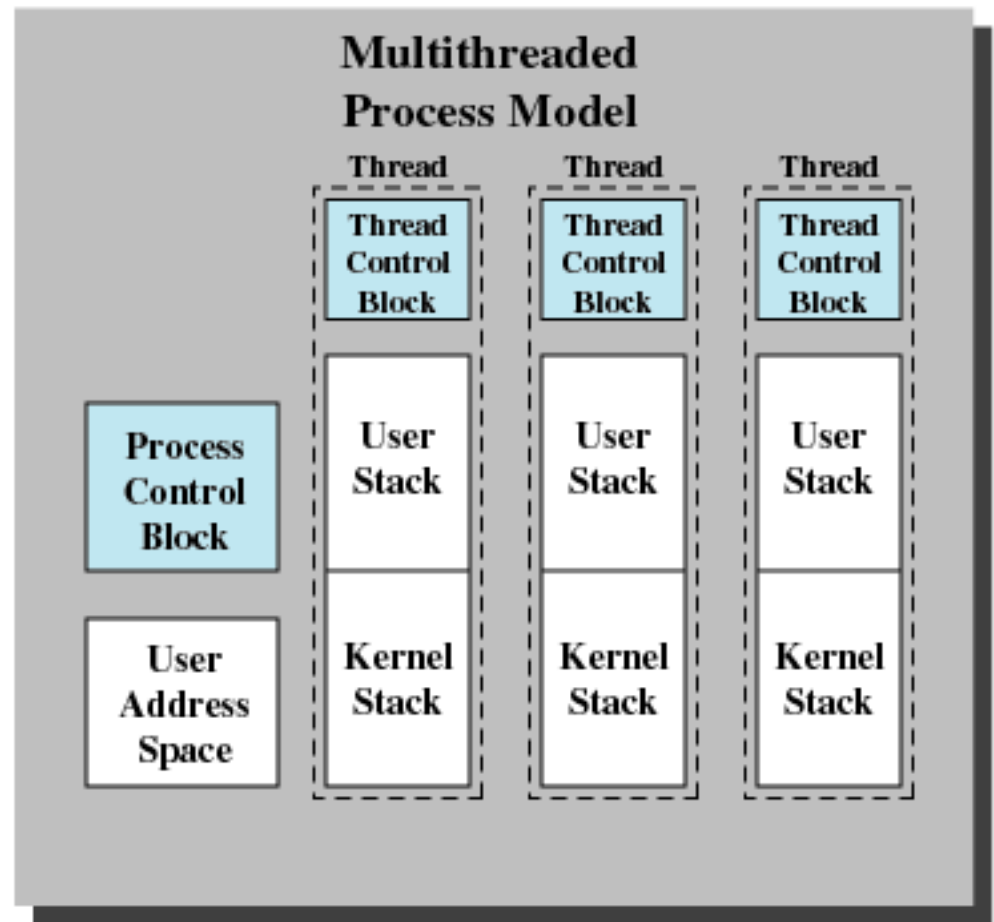 Multithreaded
Process Model
Thread
Thread
Thread
Thread
Control
Block
Thread
Control
Block
Thread
Control
Block
Process
Control
Block
User
Stack
User
Stack
User
Stack
User
Address
Space
Kernel
Stack
Kernel
Stack
Kernel
Stack